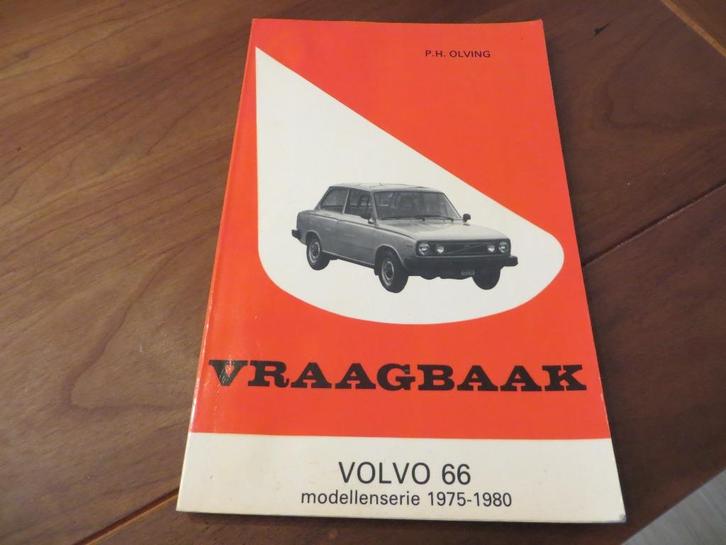 P.H. OLVING
VRAAGBAAK
VOLVO 66
modellenserie 1975-1980